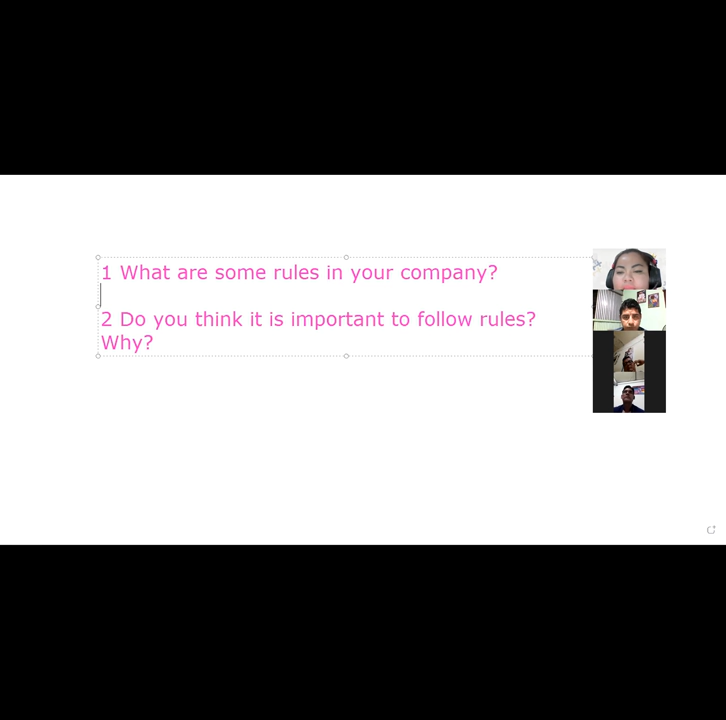 1 What are some rules in your company?
2 Do you think it is important to follow rules?
Why?